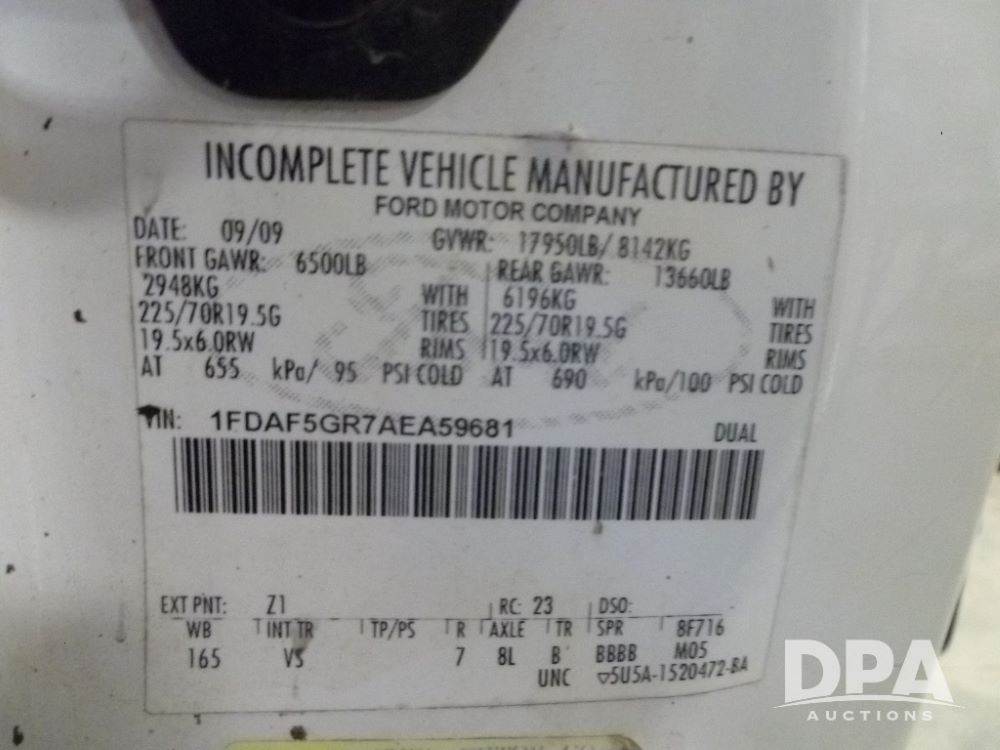 INCOMPLETE VEHICLE MANUFACTURED BY
FORD MOTOR COMPANY
DATE: 09/09 GVWR: 17950LB/ 8142KG
FRONT GAWR: 6500LB REAR GAWR: 13660LB
2948KG WITH 6196KG WITH
225/70R19.5G TIRES 225/70R19.5G TIRES
19.5x6.0RW RIMS 19.5x6.0RW RIMS
AT 655 kPa/ 95 PSI COLD AT 690 kPa/100 PSI COLD
VIN: 1FDAF5GR7AEA59681 DUAL
EXT PNT: Z1 RC: 23 DSO:
WB INT TR TP/PS R AXLE TR SPR 8F716
165 VS 7 8L B BBBB M05
UNC ▽5U5A-1520472-BA
DPA
AUCTIONS